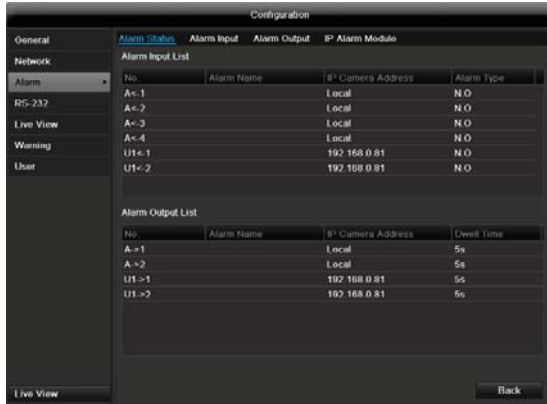 Configuration
General
Network
Alarm
RS-232
Live View
Warning
User
Live View
Alarm Status Alarm Input Alarm Output IP Alarm Module
Alarm Input List
No. Alarm Name IP Camera Address Alarm Type
A<-1 Local N.O
A<-2 Local N.O
A<-3 Local N.O
A<-4 Local N.O
U1<-1 192.168.0.81 N.O
U1<-2 192.168.0.81 N.O
Alarm Output List
No. Alarm Name IP Camera Address Dwell Time
A->1 Local 5s
A->2 Local 5s
U1->1 192.168.0.81 5s
U1->2 192.168.0.81 5s
Back